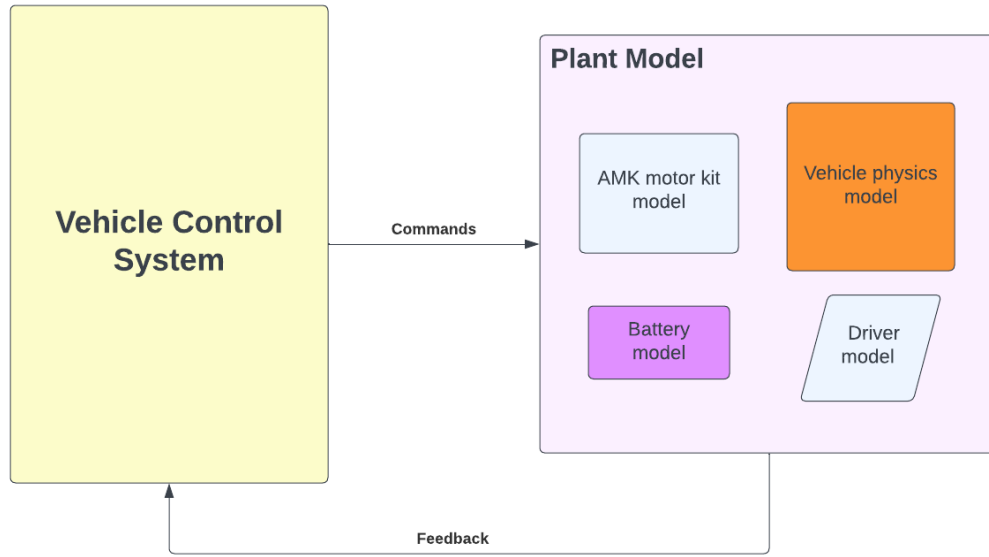 Plant Model
Vehicle Control
System
Commands
AMK motor kit
model
Vehicle physics
model
Battery
model
Driver
model
Feedback